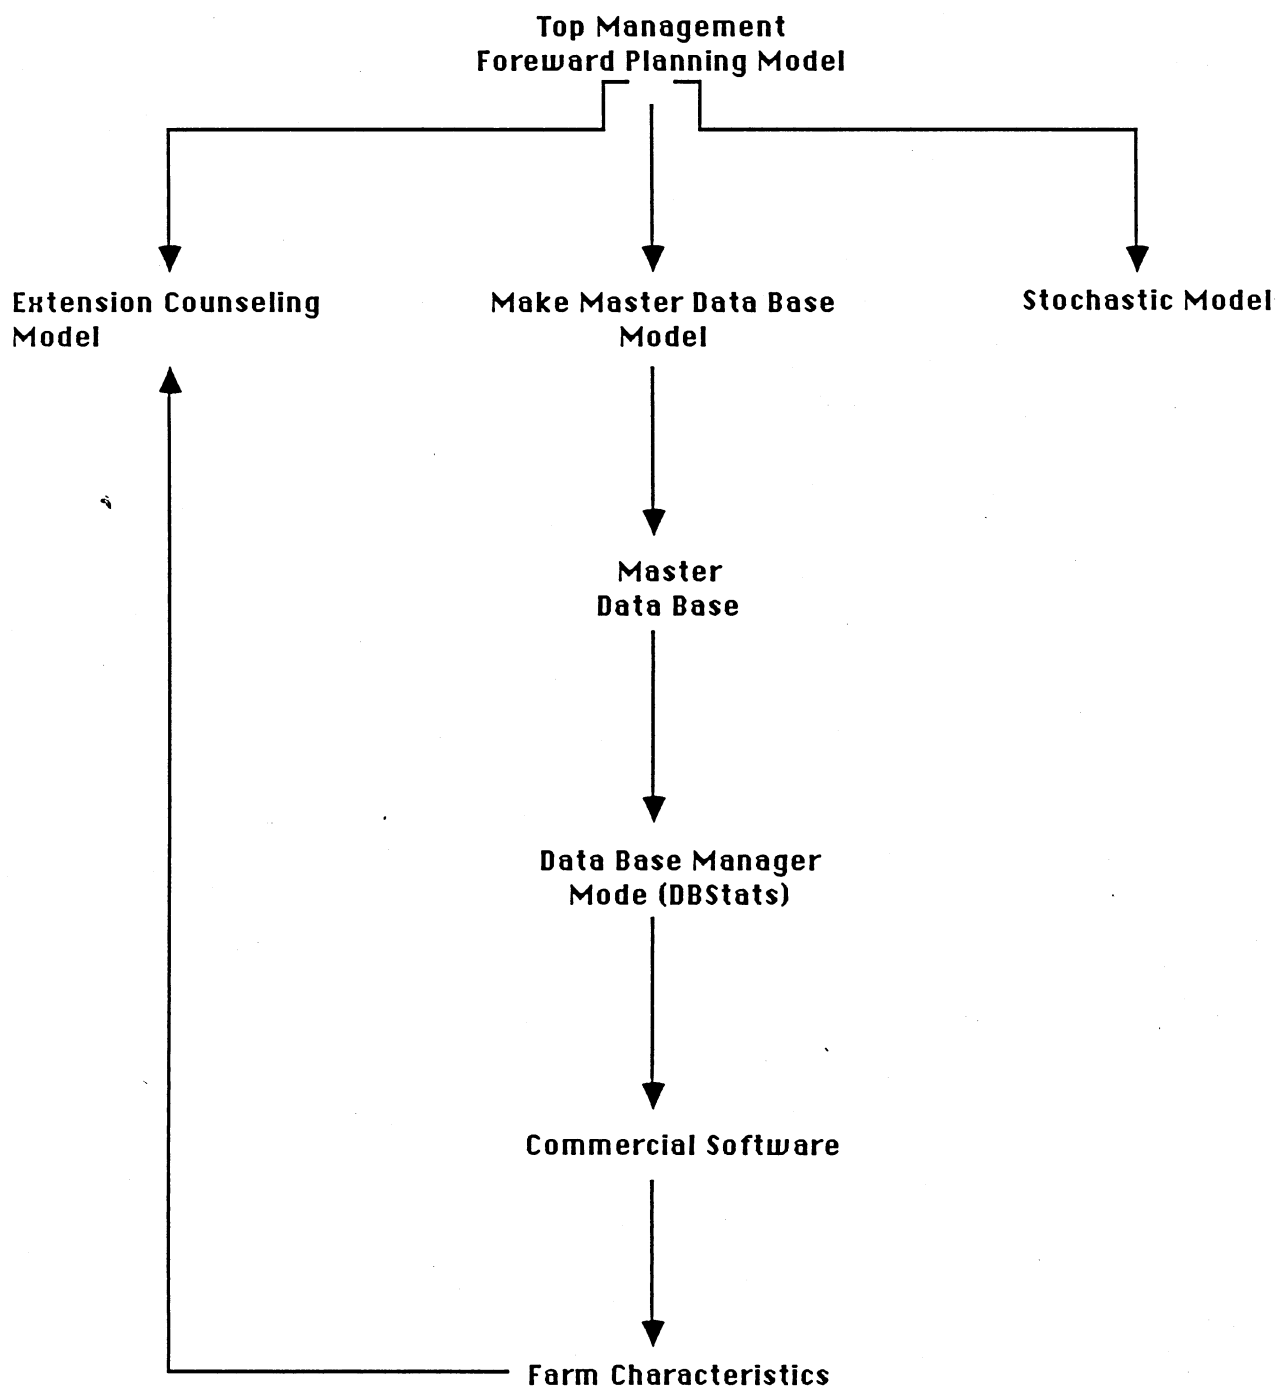 Top Management
Foreward Planning Model
Extension Counseling
Model
Make Master Data Base
Model
Stochastic Model
Master
Data Base
Data Base Manager
Mode (DBStats)
Commercial Software
Farm Characteristics